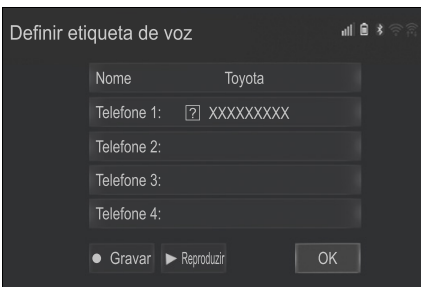 Definir etiqueta de voz
Nome Toyota
Telefone 1: ? XXXXXXXXX
Telefone 2:
Telefone 3:
Telefone 4:
Gravar Reproduzir OK